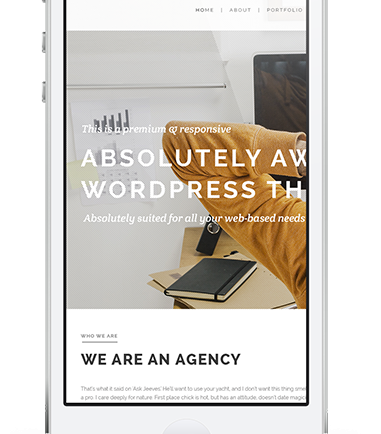 HOME | ABOUT | PORTFOLIO
This is a premium & responsive
ABSOLUTELY AW
WORDPRESS TH
Absolutely suited for all your web-based needs
WHO WE ARE
WE ARE AN AGENCY
That's what it said on 'Ask Jeeves.' He'll want to use your yacht, and I don't want this thing smel
a pro. I care deeply for nature. First place chick is hot, but has an attitude, doesn't date magici